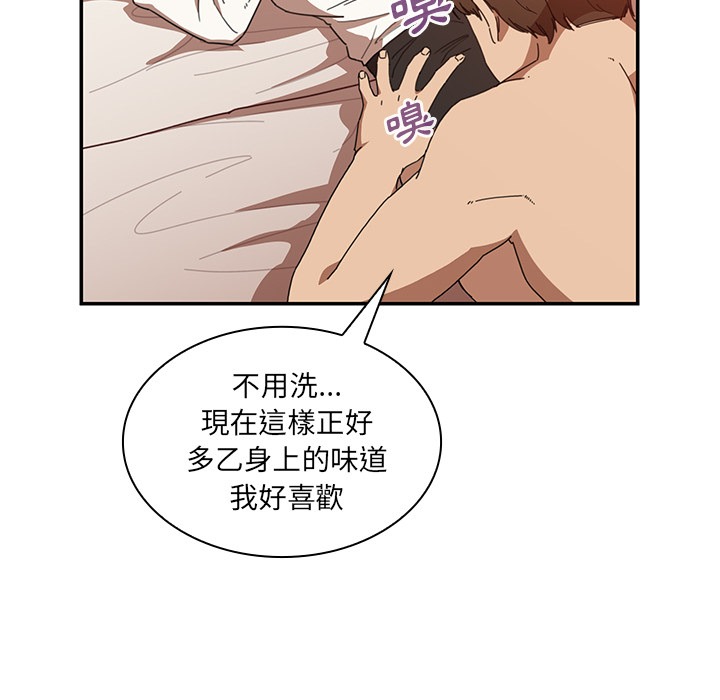 嗅
嗅
不用洗...
現在這樣正好
多乙身上的味道
我好喜歡